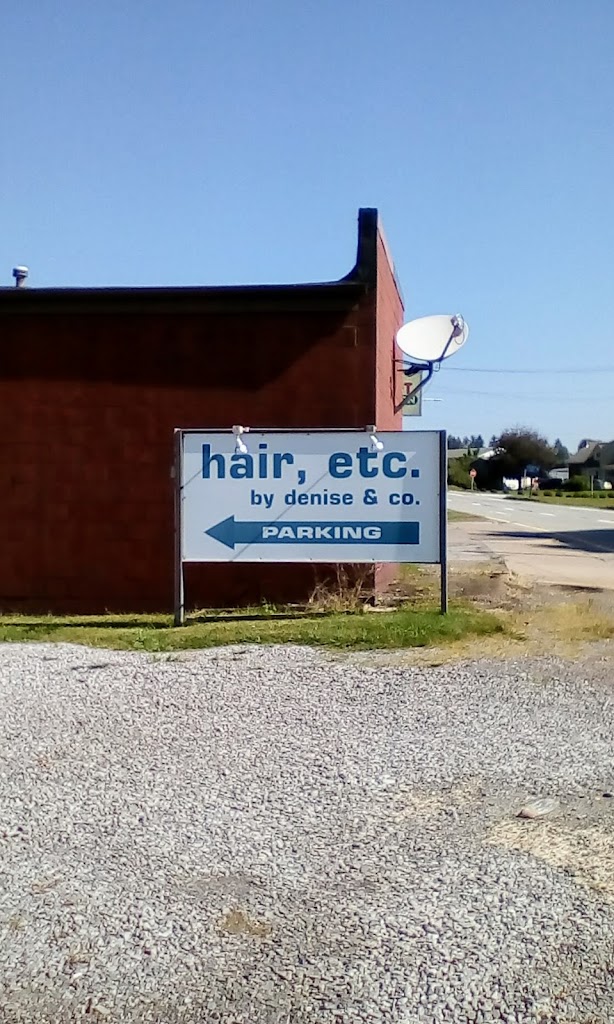 hair, etc.
by denise & co.
PARKING